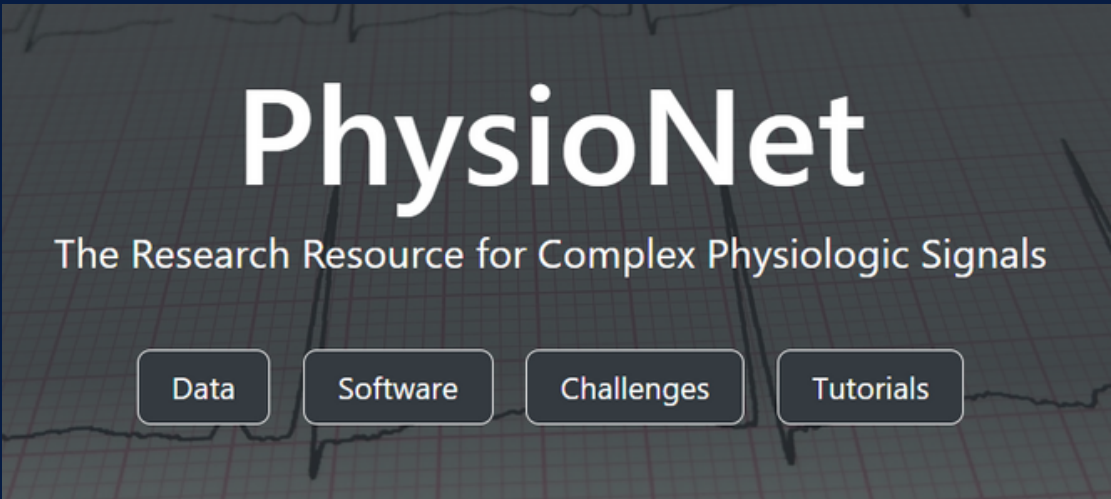 PhysioNet
The Research Resource for Complex Physiologic Signals
Data Software Challenges Tutorials